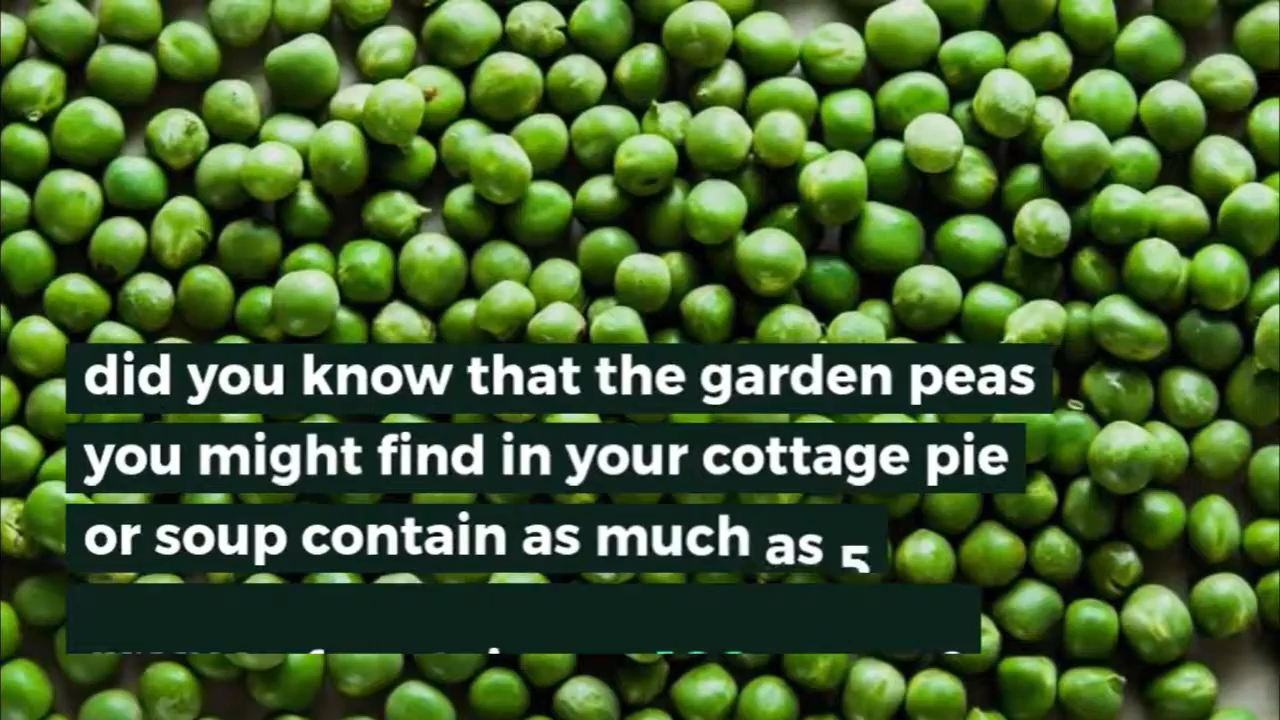 did you know that the garden peas
you might find in your cottage pie
or soup contain as much as 5